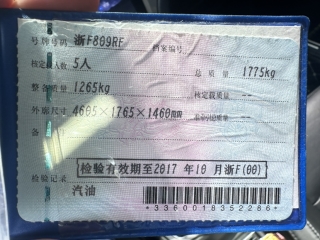 号牌号码 浙F809RF 档案编号
核定载人数 5人 总质量 1775kg
整备质量 1265kg 核定载质量 --
外廓尺寸 4605×1765×1460mm 准牵引总质量 --
备
检验有效期至2017年10月浙F(00)
检验记录
汽油
*3360018352286*